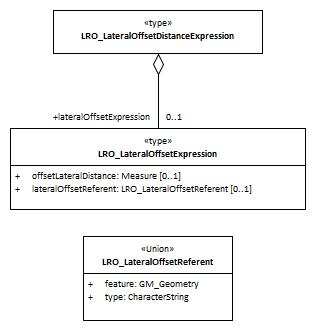 «type»
LRO_LateralOffsetDistanceExpression
+lateralOffsetExpression 0..1
«type»
LRO_LateralOffsetExpression
+ offsetLateralDistance: Measure [0..1]
+ lateralOffsetReferent: LRO_LateralOffsetReferent [0..1]
«Union»
LRO_LateralOffsetReferent
+ feature: GM_Geometry
+ type: CharacterString